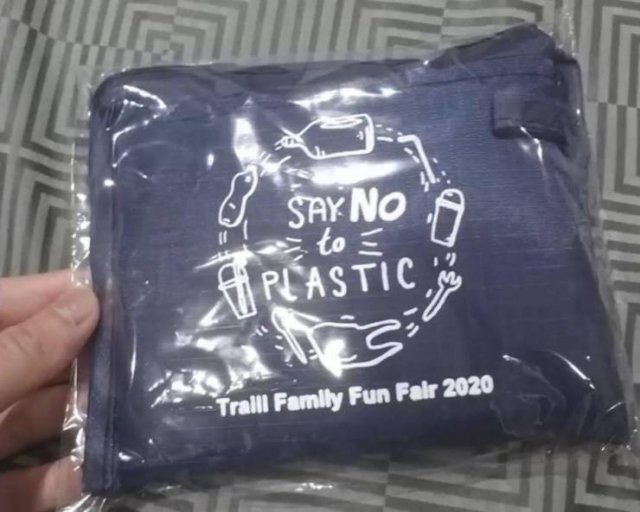 SAY NO
to
PLASTIC
Traill Family Fun Fair 2020